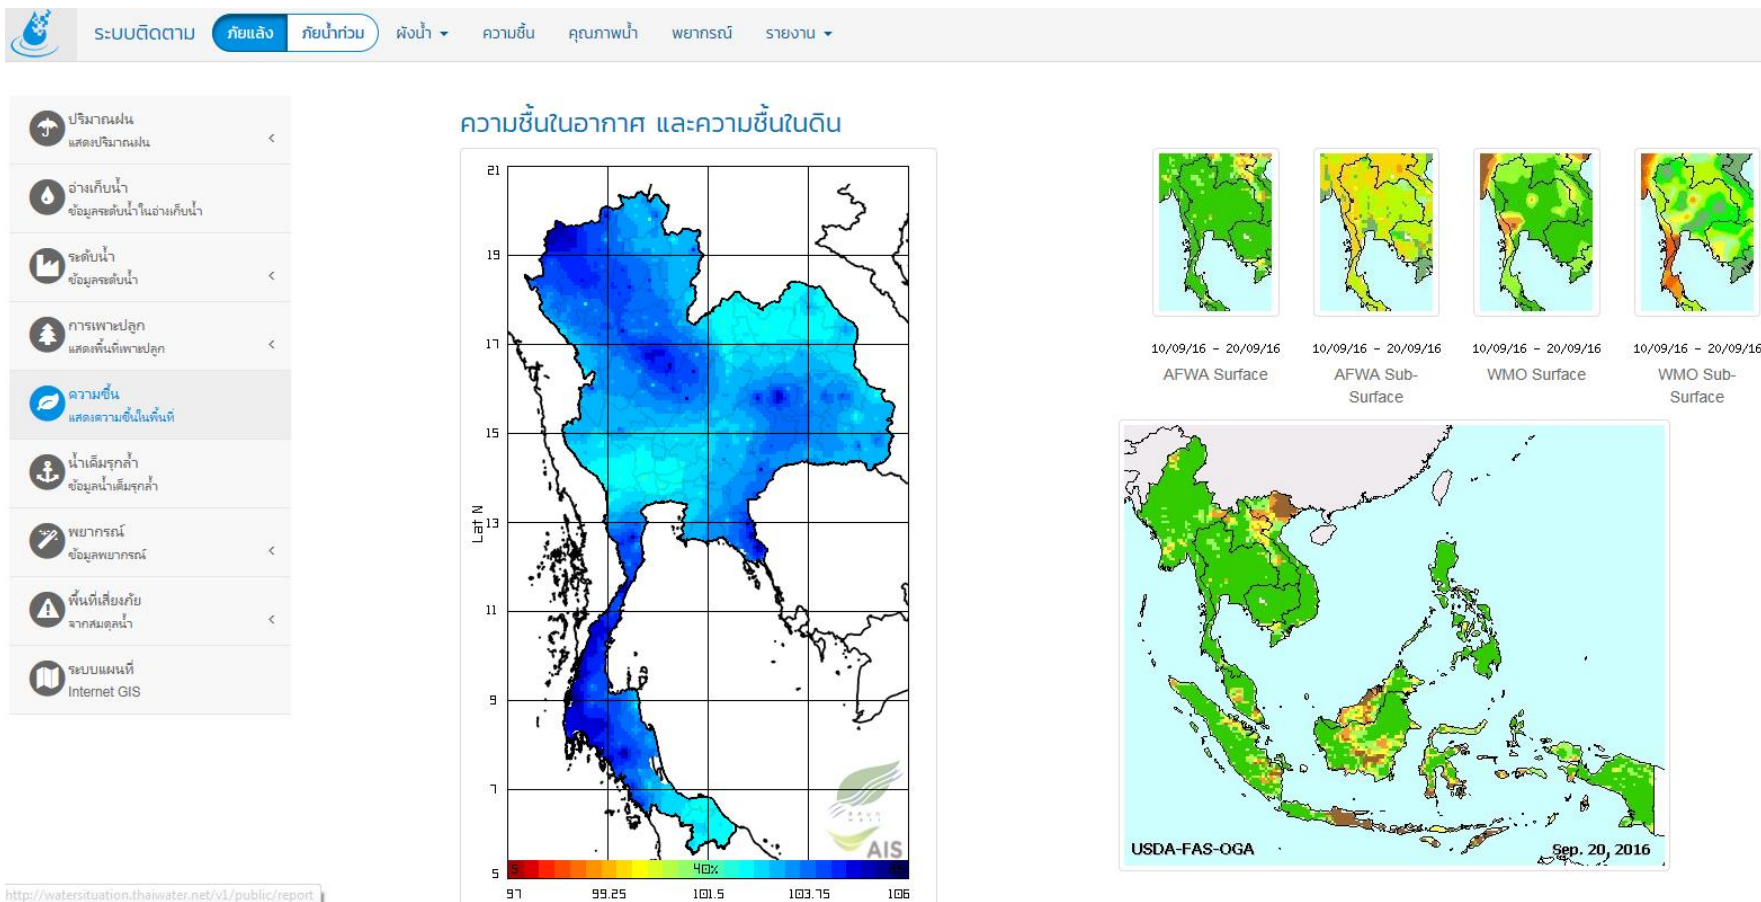 ระบบติดตาม
ภัยแล้ง
ภัยน้ำท่วม
ผังน้ำ
ความชื้น
คุณภาพน้ำ
พยากรณ์
รายงาน
ปริมาณฝน
แสดงปริมาณฝน
อ่างเก็บน้ำ
ข้อมูลระดับน้ำในอ่างเก็บน้ำ
ระดับน้ำ
ข้อมูลระดับน้ำ
การเพาะปลูก
แสดงพื้นที่เพาะปลูก
ความชื้น
แสดงความชื้นในพื้นที่
น้ำเค็มรุกล้ำ
ข้อมูลน้ำเค็มรุกล้ำ
พยากรณ์
ข้อมูลพยากรณ์
พื้นที่เสี่ยงภัย
จากสมดุลน้ำ
ระบบแผนที่
Internet GIS
http://watersituation.thaiwater.net/v1/public/report
ความชื้นในอากาศ และความชื้นในดิน
21
19
17
15
Lat N
13
11
9
7
5
40%
97
99.25
101.5
103.75
106
AIS
10/09/16 - 20/09/16
AFWA Surface
10/09/16 - 20/09/16
AFWA Sub-
Surface
10/09/16 - 20/09/16
WMO Surface
10/09/16 - 20/09/16
WMO Sub-
Surface
USDA-FAS-OGA
Sep. 20, 2016